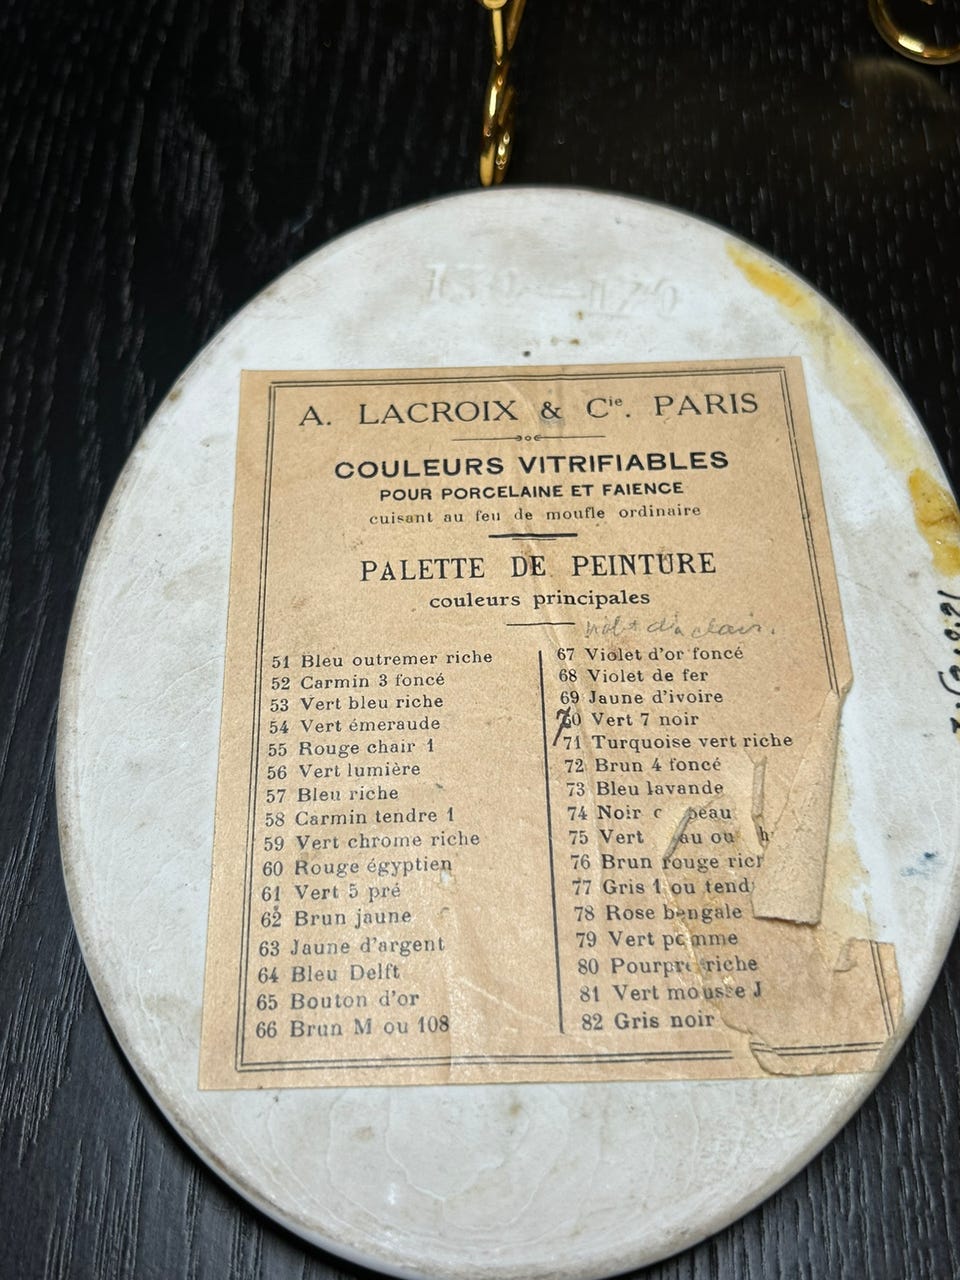 130 — 170
A. LACROIX & Cie. PARIS
COULEURS VITRIFIABLES
POUR PORCELAINE ET FAIENCE
cuisant au feu de moufle ordinaire
PALETTE DE PEINTURE
couleurs principales
clair.
51 Bleu outremer riche
52 Carmin 3 foncé
53 Vert bleu riche
54 Vert émeraude
55 Rouge chair 1
56 Vert lumière
57 Bleu riche
58 Carmin tendre 1
59 Vert chrome riche
60 Rouge égyptien
61 Vert 5 pré
62 Brun jaune
63 Jaune d'argent
64 Bleu Delft
65 Bouton d'or
66 Brun M ou 108
67 Violet d'or foncé
68 Violet de fer
69 Jaune d'ivoire
70 Vert 7 noir
71 Turquoise vert riche
72 Brun 4 foncé
73 Bleu lavande
74 Noir
75 Vert ou
76 Brun rouge
77 Gris 1 ou
78 Rose bengale
79 Vert pomme
80 Pourpre riche
81 Vert mousse J
82 Gris noir